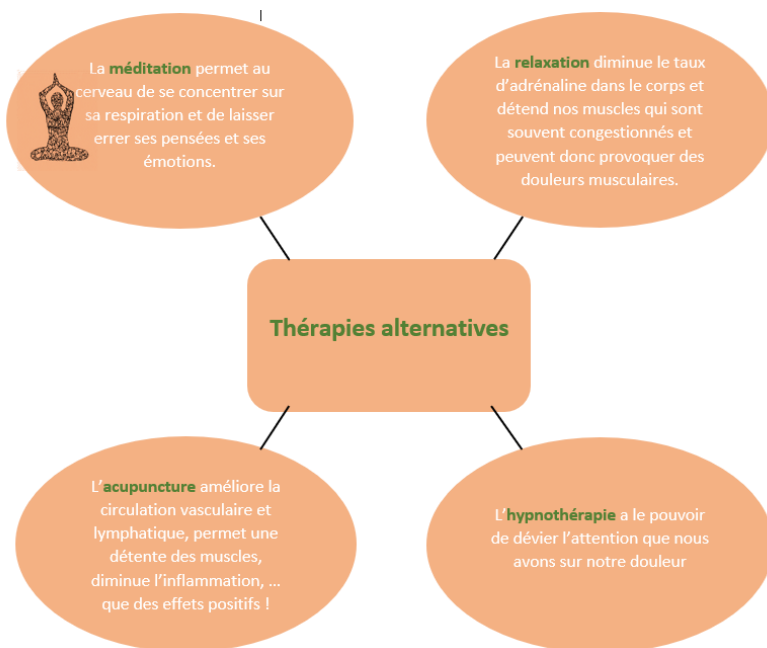 La méditation permet au
cerveau de se concentrer sur
sa respiration et de laisser
errer ses pensées et ses
émotions.
La relaxation diminue le taux
d'adrénaline dans le corps et
détend nos muscles qui sont
souvent congestionnés et
peuvent donc provoquer des
douleurs musculaires.
Thérapies alternatives
L'acupuncture améliore la
circulation vasculaire et
lymphatique, permet une
détente des muscles,
diminue l'inflammation, ...
que des effets positifs !
L'hypnothérapie a le pouvoir
de dévier l'attention que nous
avons sur notre douleur